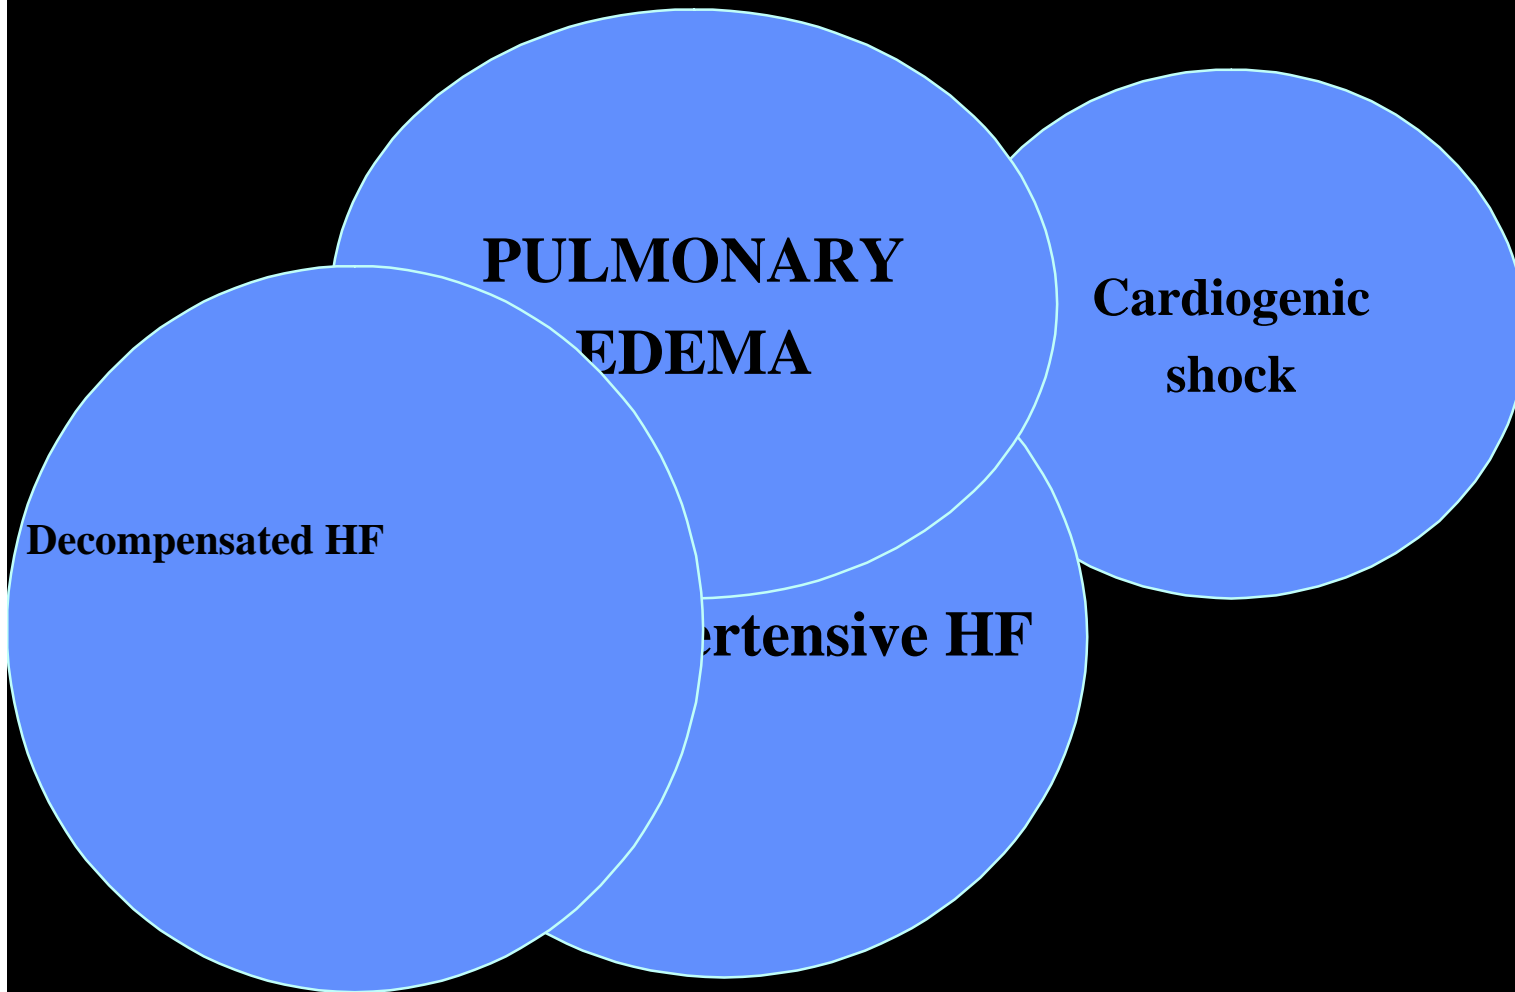 PULMONARY
EDEMA
Cardiogenic
shock
Decompensated HF
ertensive HF